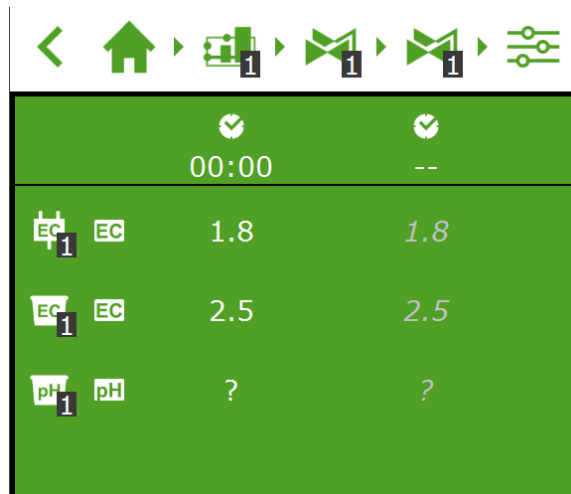 1 1 1
00:00 --
EC 1 EC 1.8 1.8
EC 1 EC 2.5 2.5
pH 1 pH ? ?